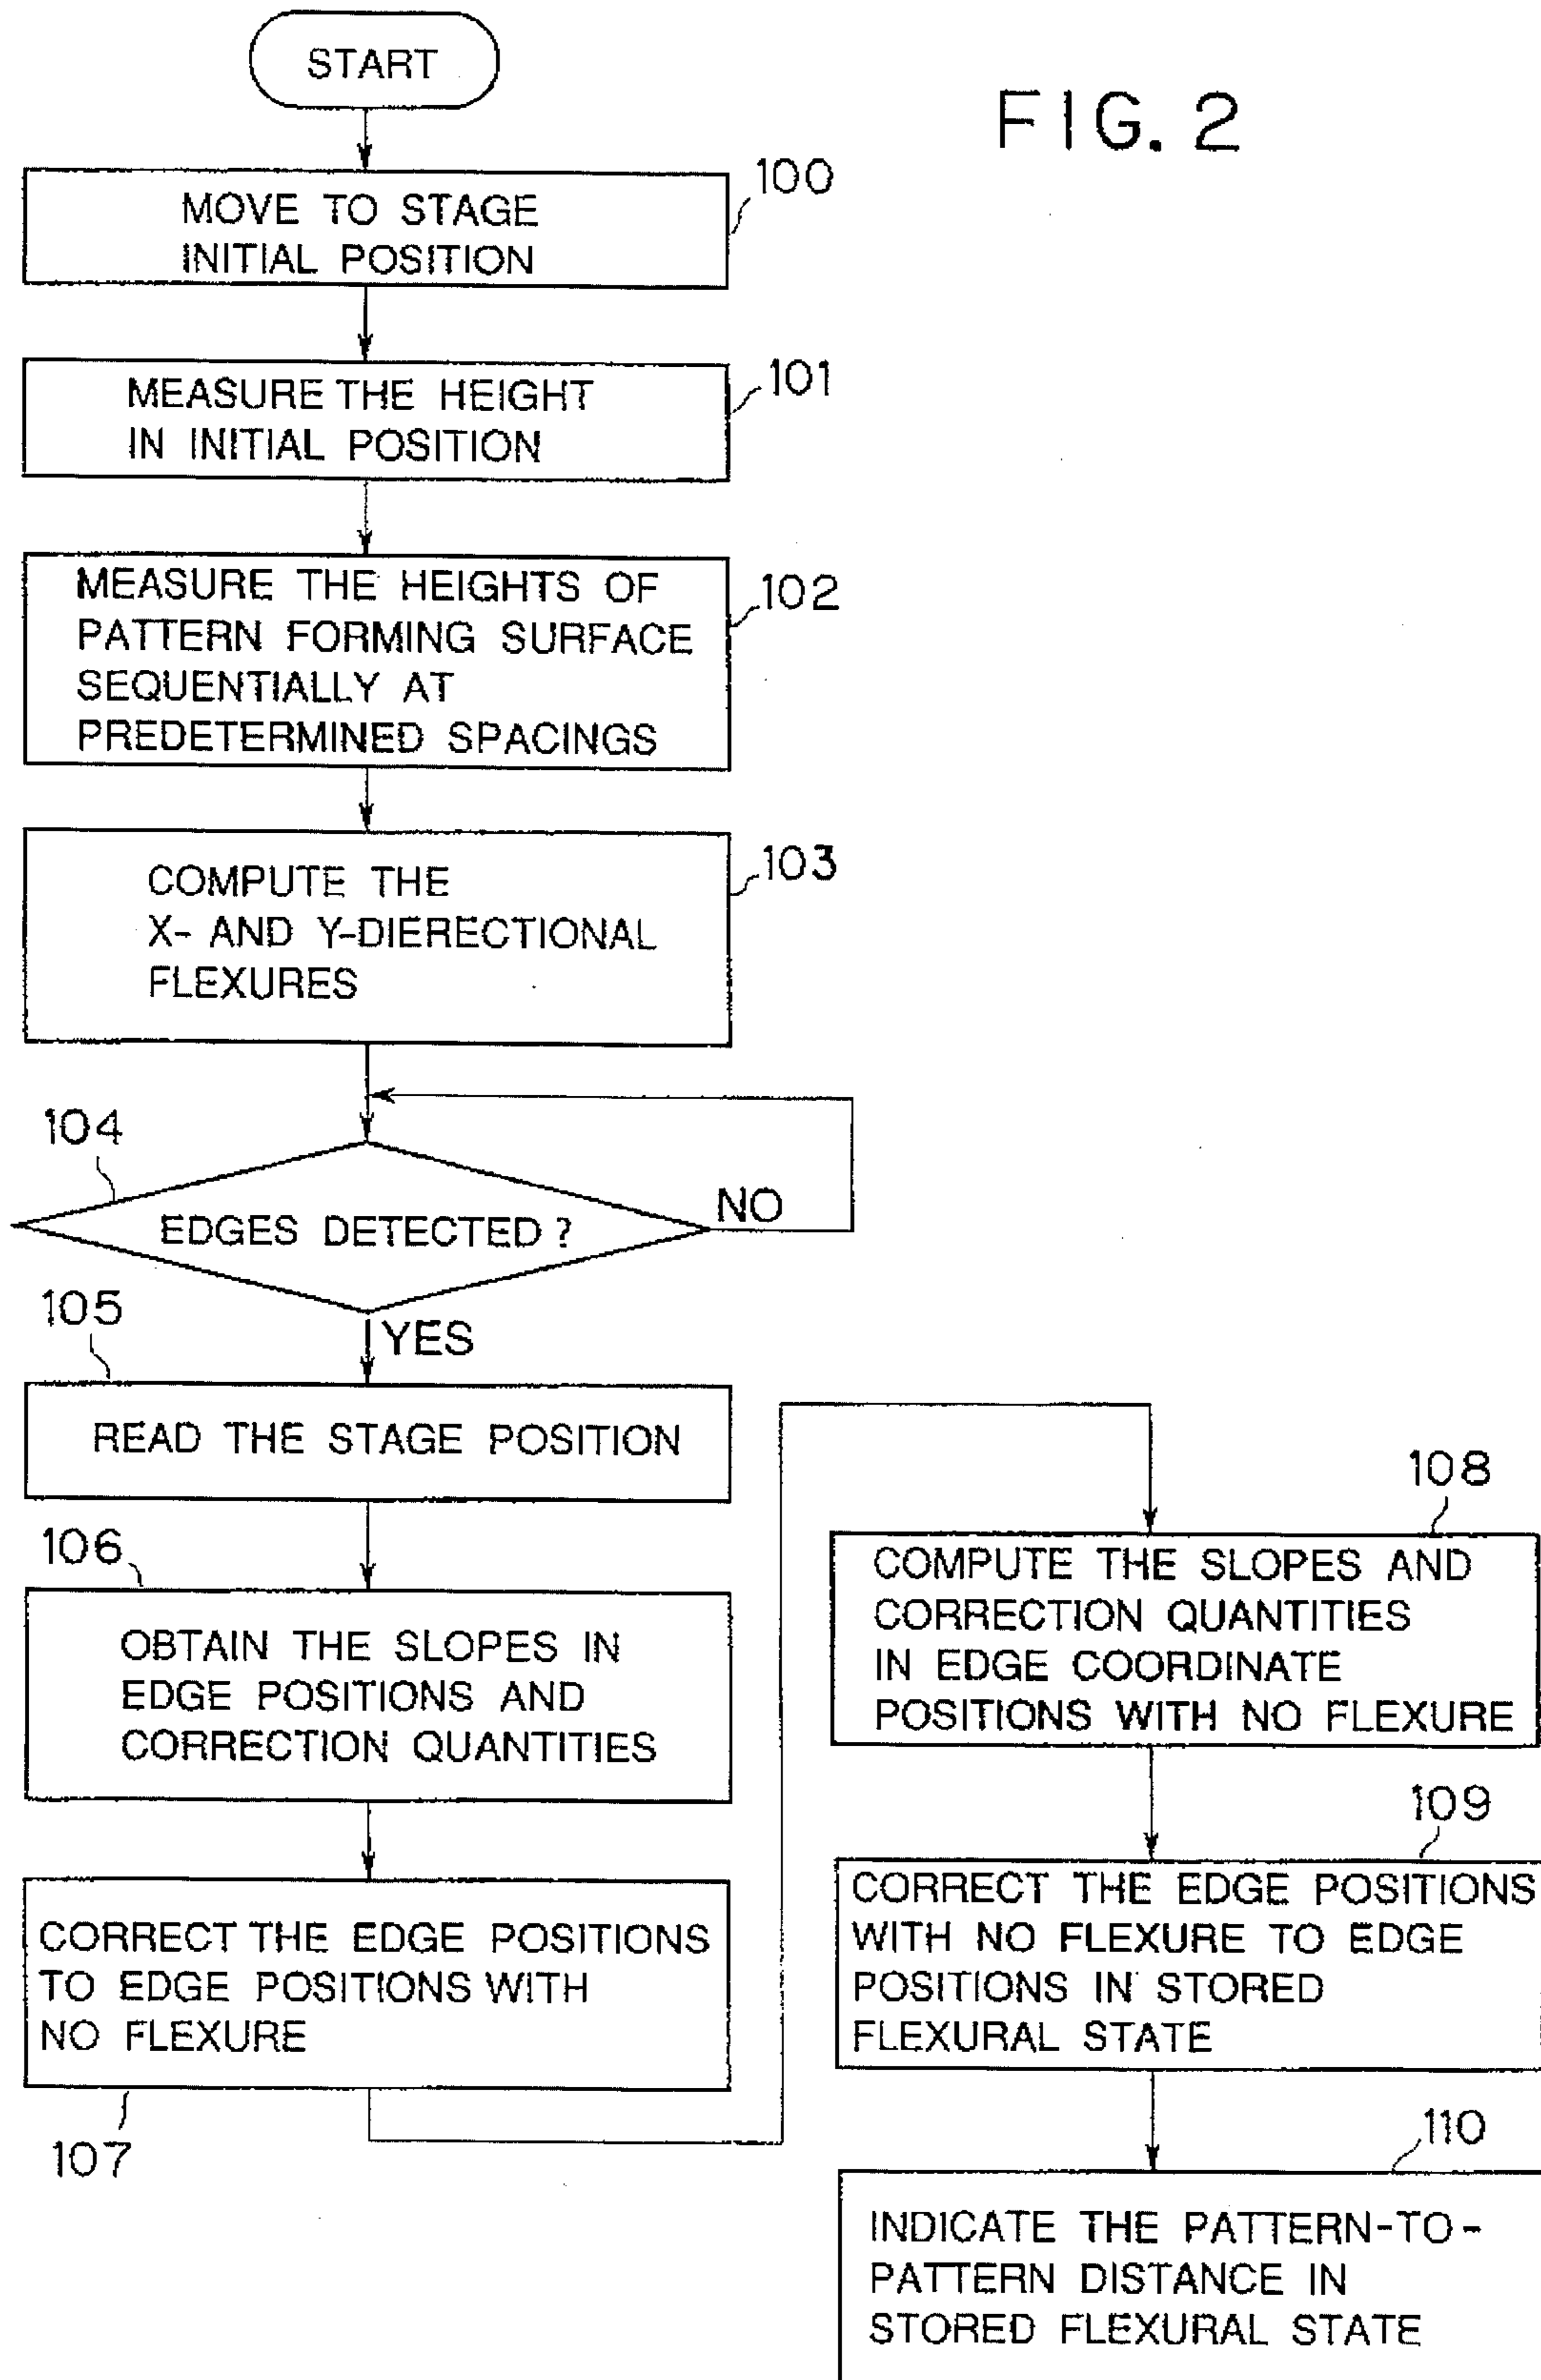 START
FIG. 2
100
MOVE TO STAGE
INITIAL POSITION
101
MEASURE THE HEIGHT
IN INITIAL POSITION
102
MEASURE THE HEIGHTS OF
PATTERN FORMING SURFACE
SEQUENTIALLY AT
PREDETERMINED SPACINGS
103
COMPUTE THE
X- AND Y-DIERECTIONAL
FLEXURES
104
EDGES DETECTED ?
NO
YES
105
READ THE STAGE POSITION
106
OBTAIN THE SLOPES IN
EDGE POSITIONS AND
CORRECTION QUANTITIES
CORRECT THE EDGE POSITIONS
TO EDGE POSITIONS WITH
NO FLEXURE
107
108
COMPUTE THE SLOPES AND
CORRECTION QUANTITIES
IN EDGE COORDINATE
POSITIONS WITH NO FLEXURE
109
CORRECT THE EDGE POSITIONS
WITH NO FLEXURE TO EDGE
POSITIONS IN STORED
FLEXURAL STATE
110
INDICATE THE PATTERN-TO-
PATTERN DISTANCE IN
STORED FLEXURAL STATE